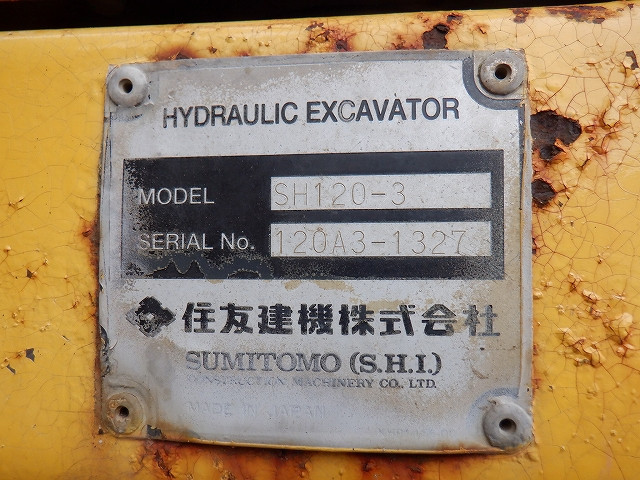 HYDRAULIC EXCAVATOR
MODEL SH120-3
SERIAL No. 120A3-1327
住友建機株式会社
SUMITOMO (S.H.I.)
CONSTRUCTION MACHINERY CO., LTD.
MADE IN JAPAN